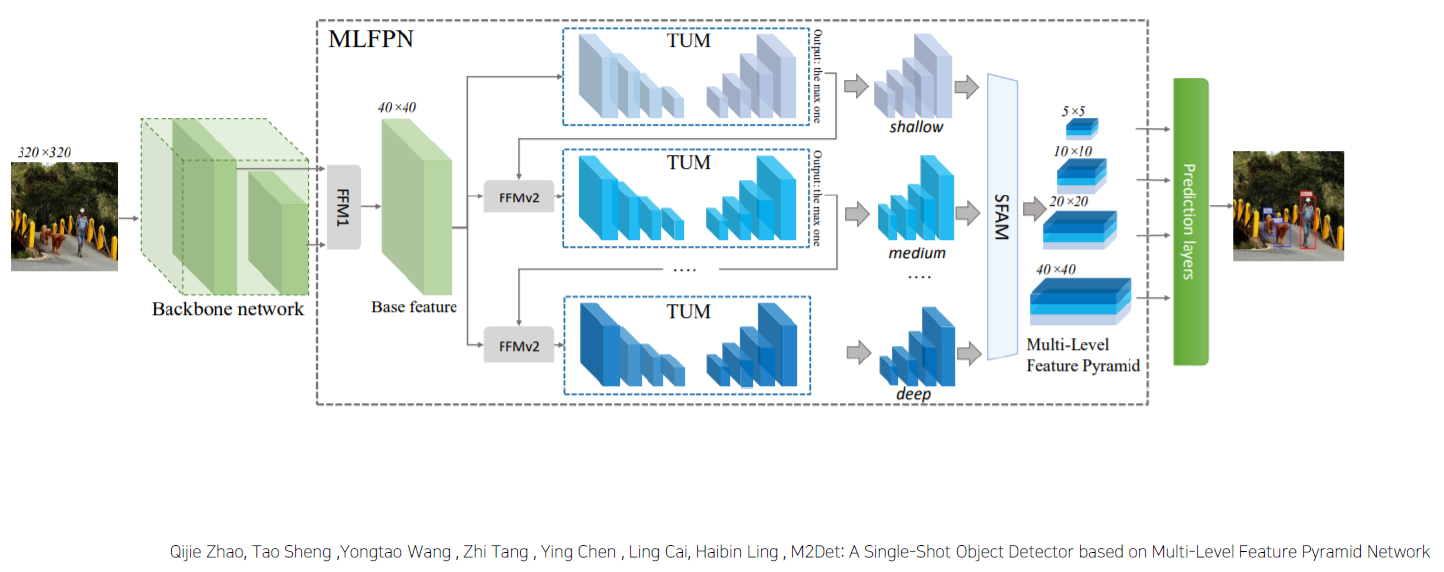 MLFPN
320×320
Backbone network
FFM1
40×40
Base feature
TUM
Output: the max one
shallow
FFMv2
TUM
Output: the max one
medium
....
....
FFMv2
TUM
deep
SFAM
5×5
10×10
20×20
40×40
Multi-Level
Feature Pyramid
Prediction layers
Qijie Zhao, Tao Sheng ,Yongtao Wang , Zhi Tang , Ying Chen , Ling Cai, Haibin Ling , M2Det: A Single-Shot Object Detector based on Multi-Level Feature Pyramid Network